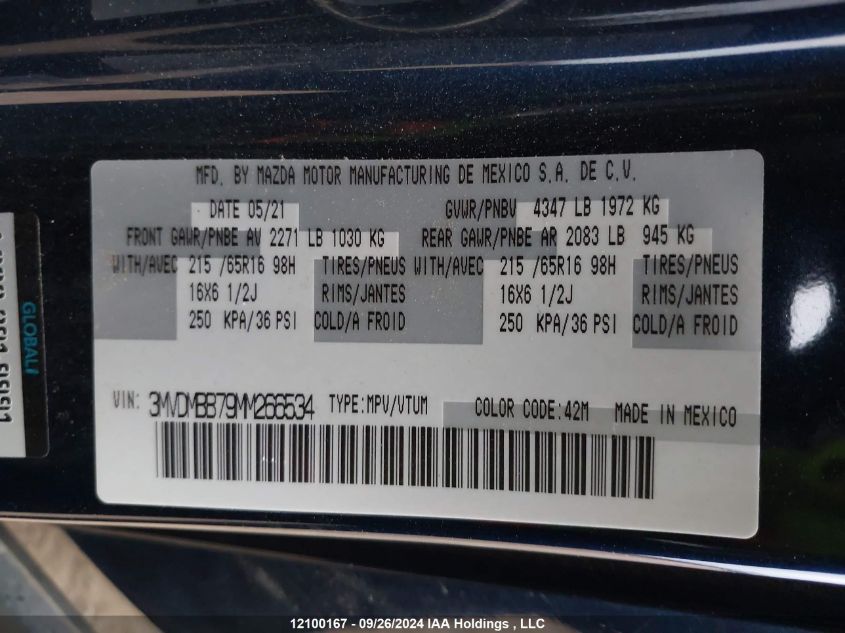 MFD. BY MAZDA MOTOR MANUFACTURING DE MEXICO S.A. DE C.V.
DATE 05/21 GVWR/PNBV 4347 LB 1972 KG
FRONT GAWR/PNBE AV 2271 LB 1030 KG REAR GAWR/PNBE AR 2083 LB 945 KG
WITH/AVEC 215 /65R16 98H TIRES/PNEUS WITH/AVEC 215 /65R16 98H TIRES/PNEUS
16X6 1/2J RIMS/JANTES 16X6 1/2J RIMS/JANTES
250 KPA/36 PSI COLD/A FROID 250 KPA/36 PSI COLD/A FROID
VIN: 3MVDMBB79MM266534 TYPE:MPV/VTUM COLOR CODE:42M MADE IN MEXICO
GLOBALI
12100167 - 09/26/2024 IAA Holdings , LLC